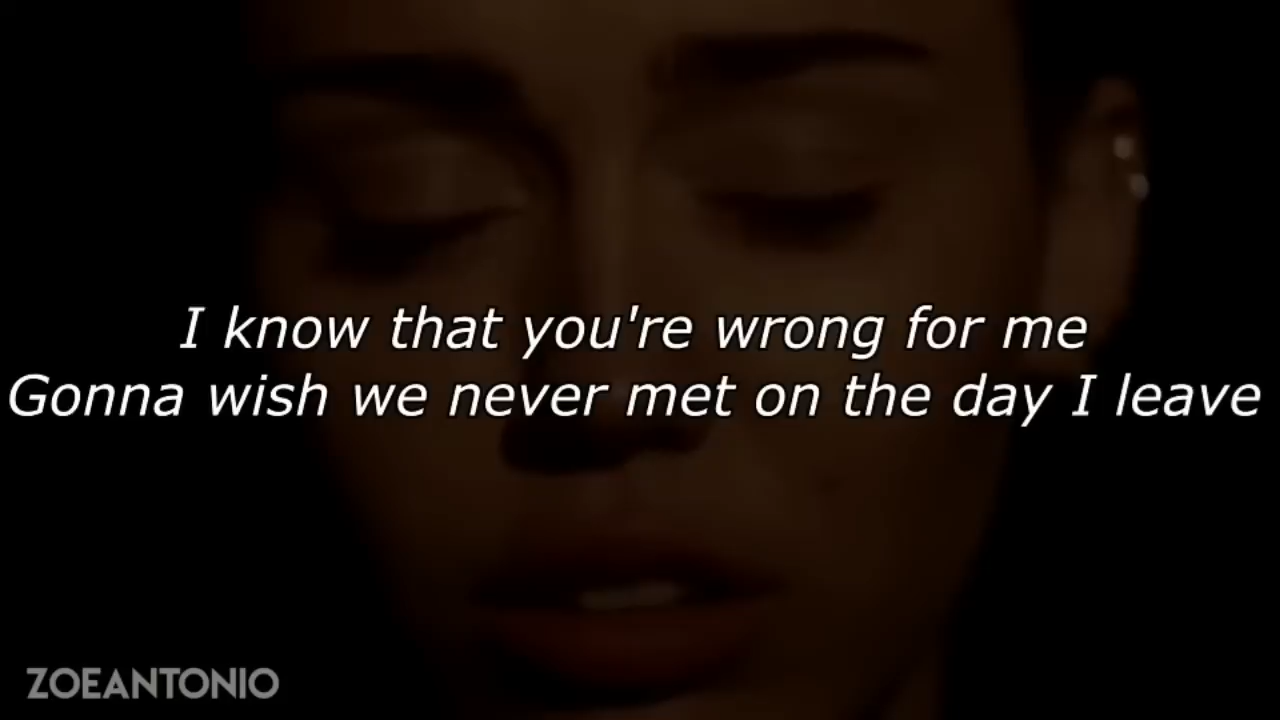 I know that you're wrong for me
Gonna wish we never met on the day I leave
ZOEANTONIO